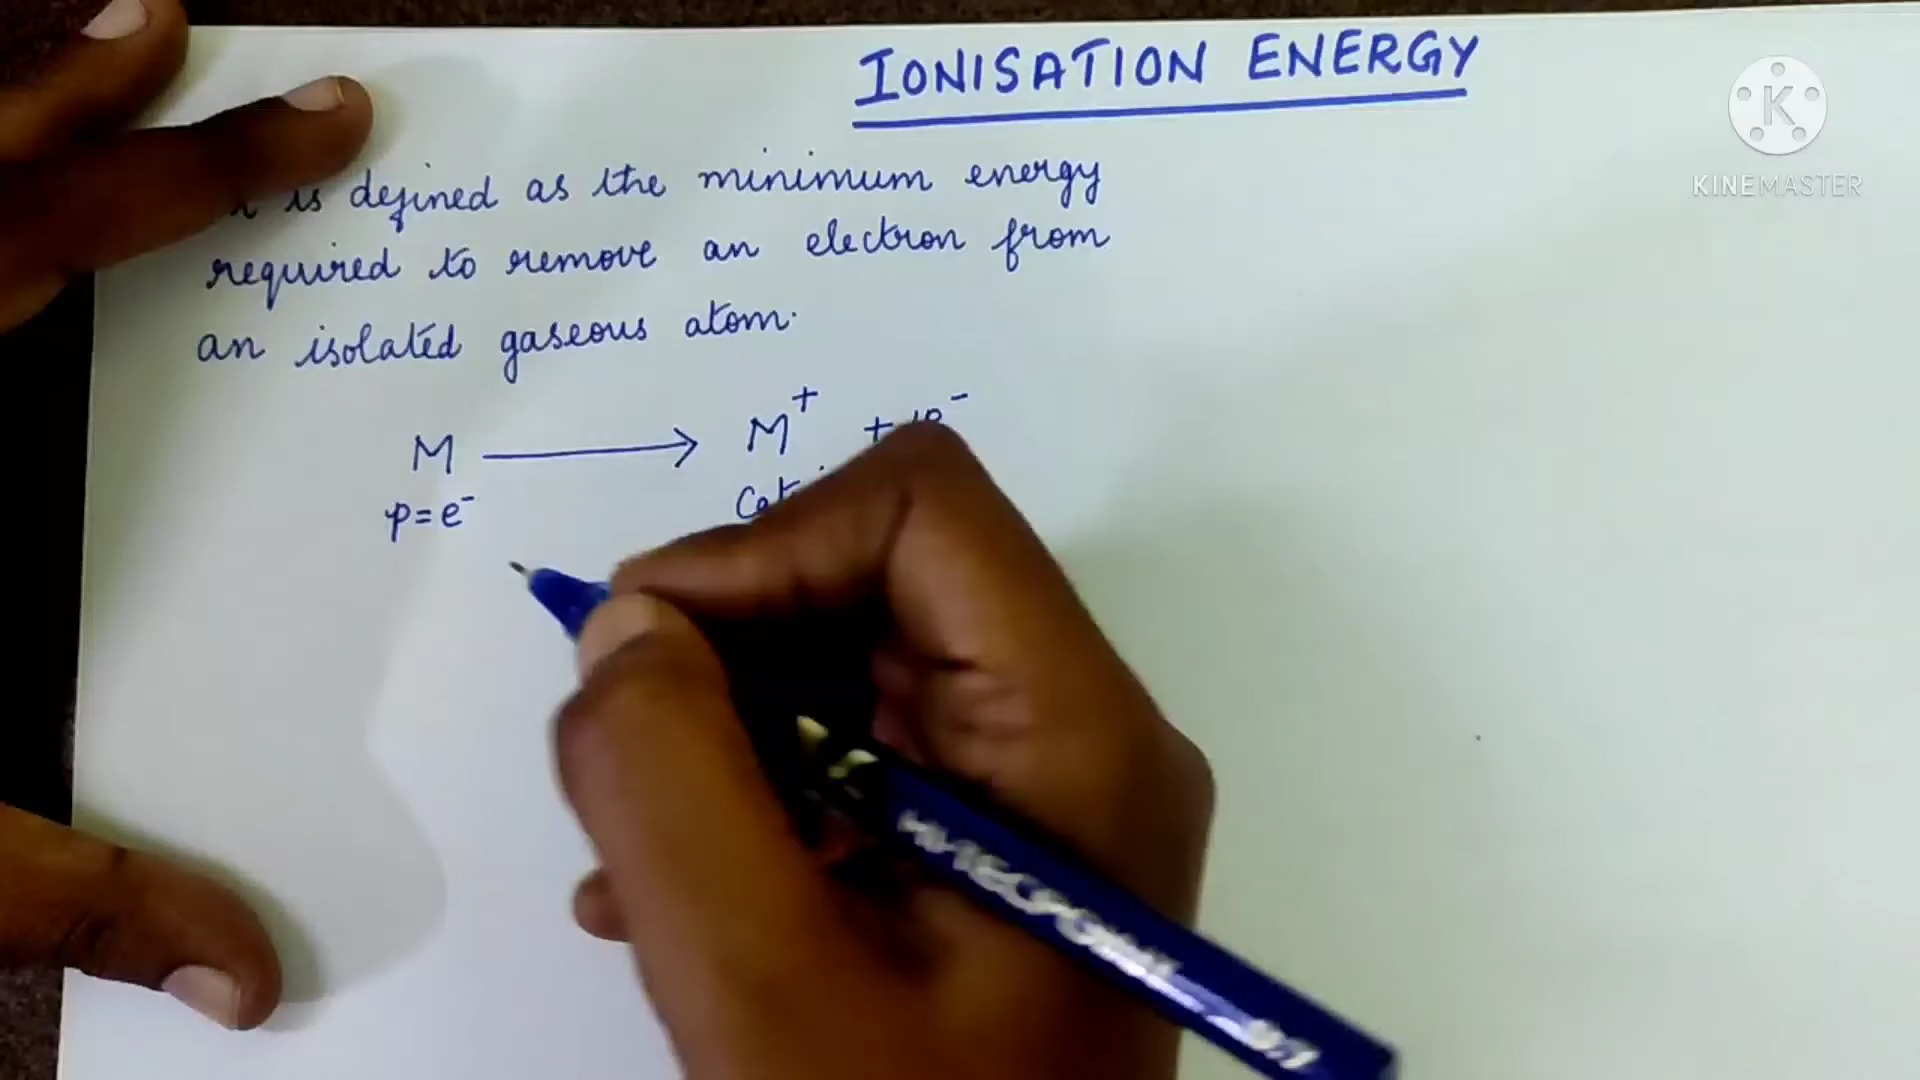 IONISATION ENERGY
KINEMASTER
is defined as the minimum energy
required to remove an electron from
an isolated gaseous atom.
M ⟶ M⁺ +
p=e⁻